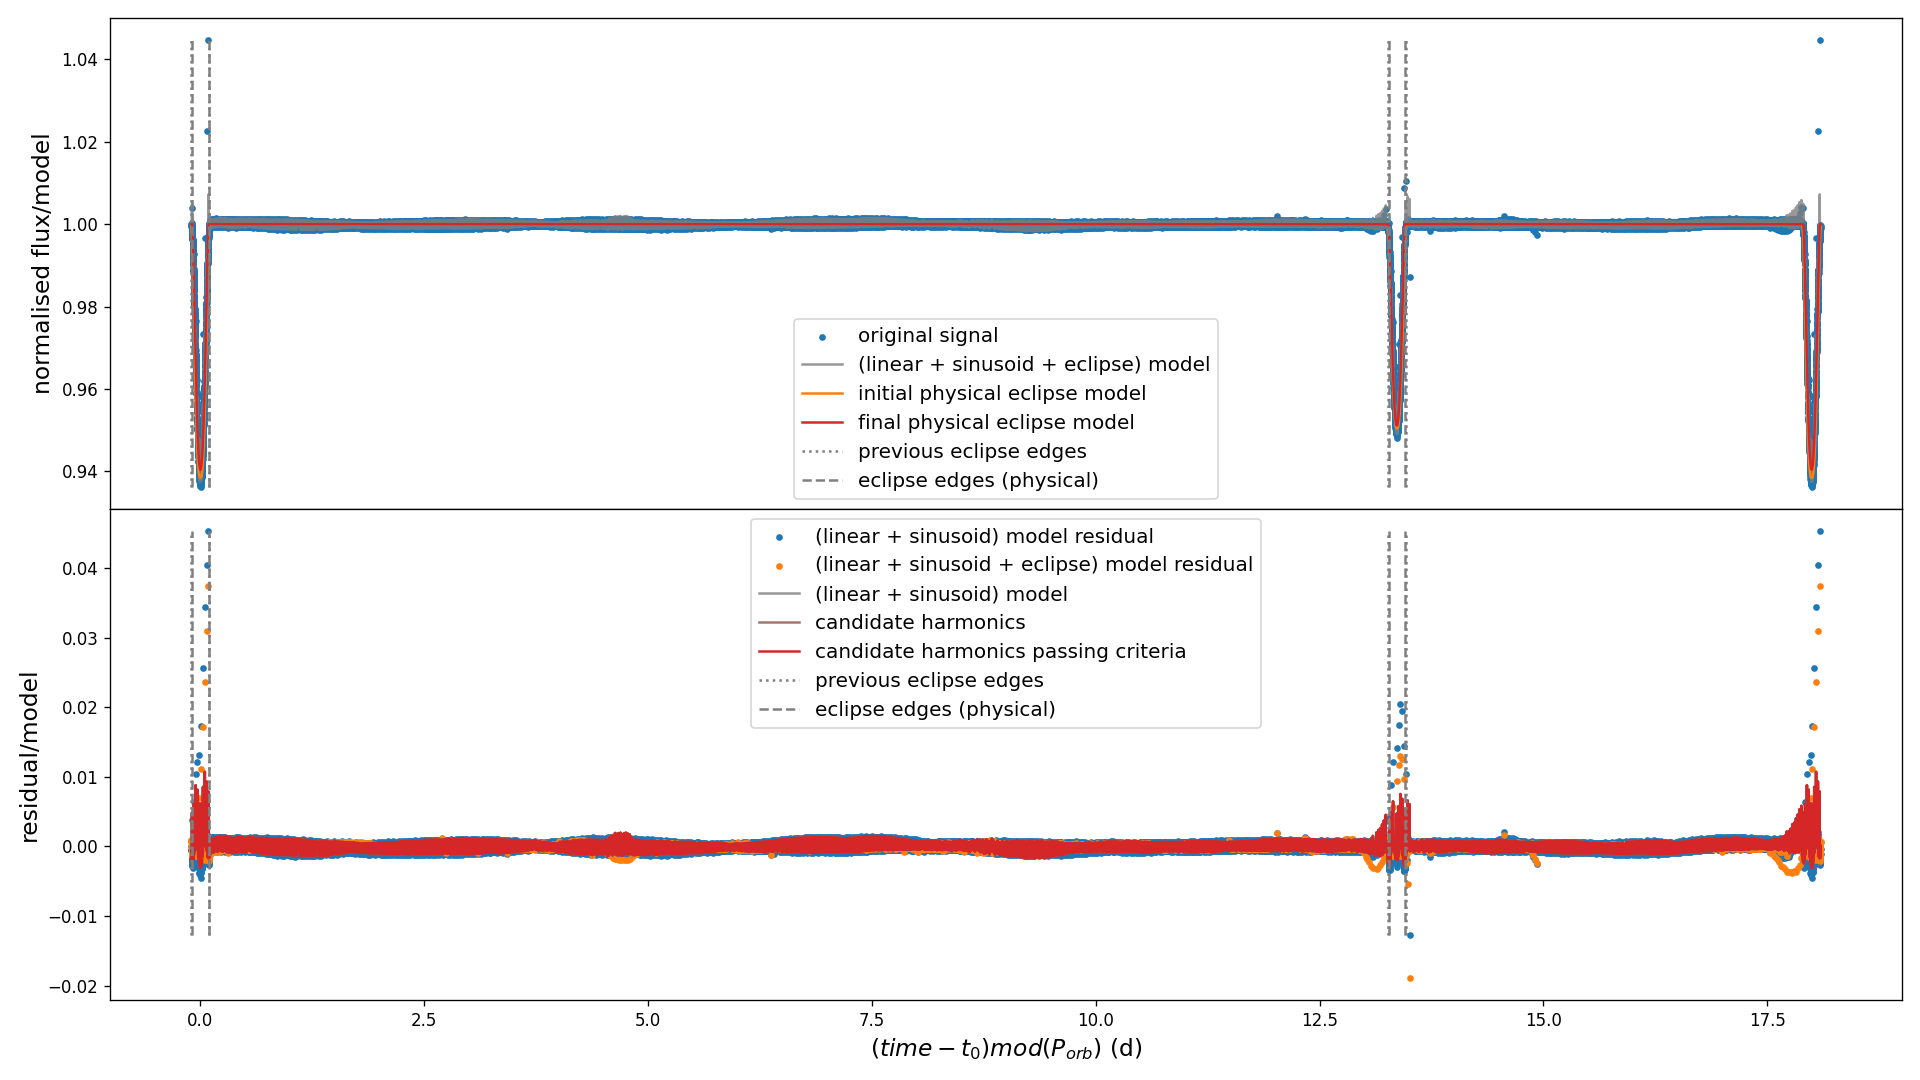 normalised flux/model
1.04
1.02
1.00
0.98
0.96
0.94
original signal
(linear + sinusoid + eclipse) model
initial physical eclipse model
final physical eclipse model
previous eclipse edges
eclipse edges (physical)
residual/model
0.04
0.03
0.02
0.01
0.00
−0.01
−0.02
(linear + sinusoid) model residual
(linear + sinusoid + eclipse) model residual
(linear + sinusoid) model
candidate harmonics
candidate harmonics passing criteria
previous eclipse edges
eclipse edges (physical)
0.0 2.5 5.0 7.5 10.0 12.5 15.0 17.5
(time − t₀)mod(Pₒᵣb) (d)